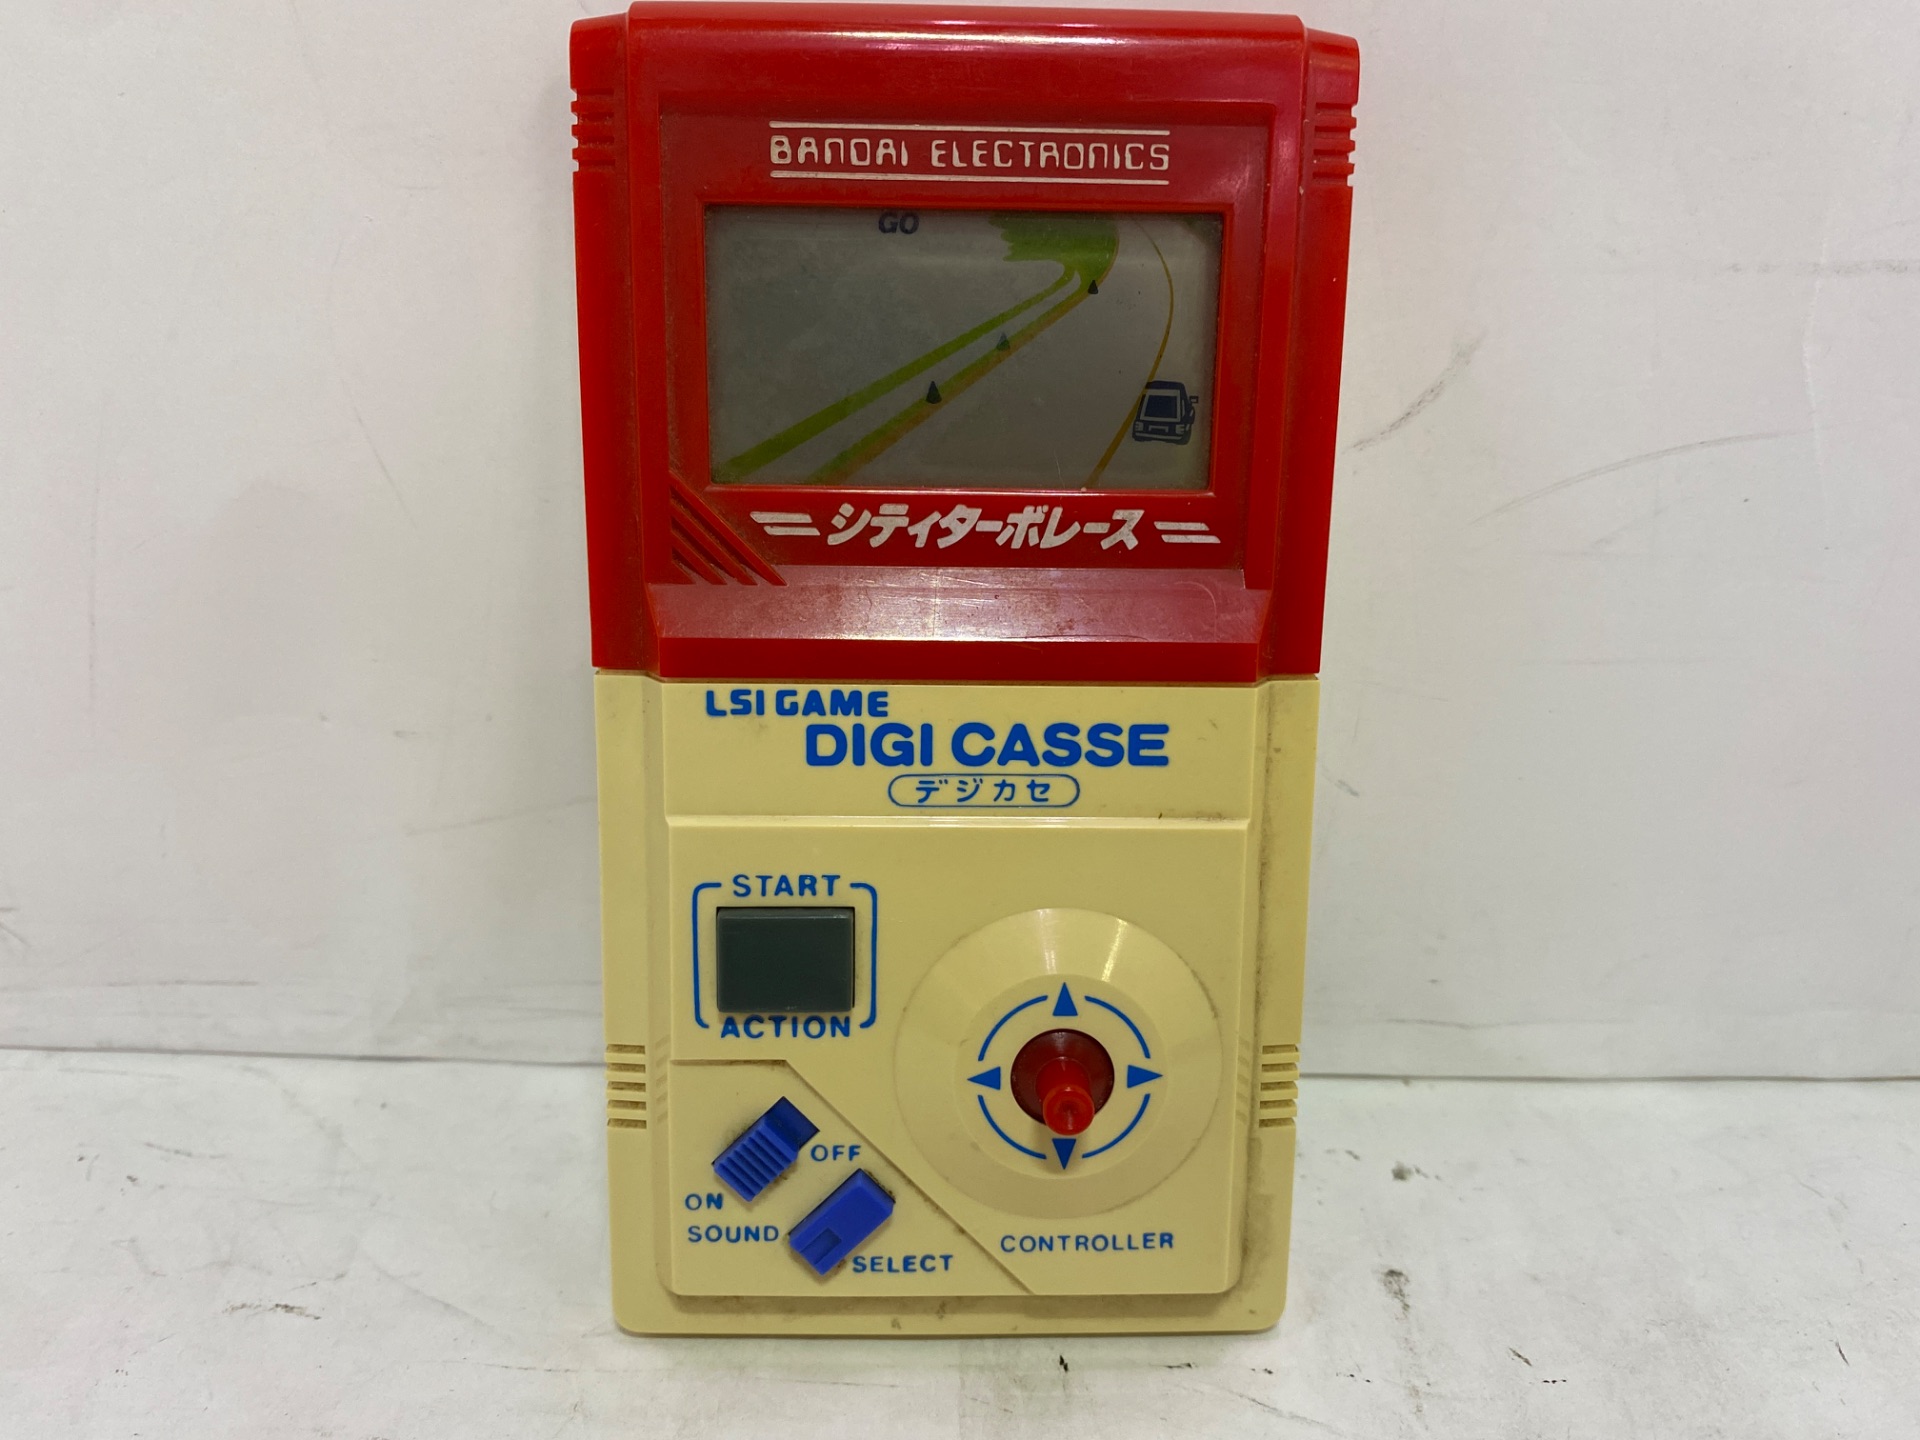 BANDAI ELECTRONICS
GO
シティターボレース
LSI GAME
DIGI CASSE
デジカセ
START
ACTION
OFF
ON
SOUND
SELECT
CONTROLLER